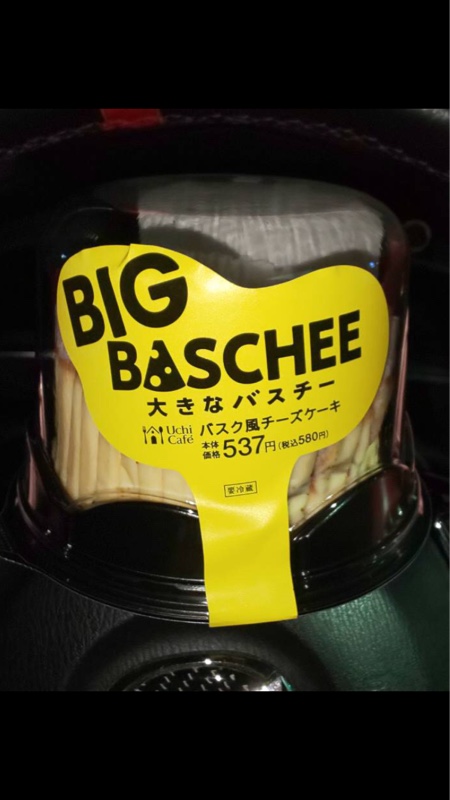 BIG
BASCHEE
大きなバスチー
Uchi Café
バスク風チーズケーキ
本体価格 537円(税込580円)
要冷蔵